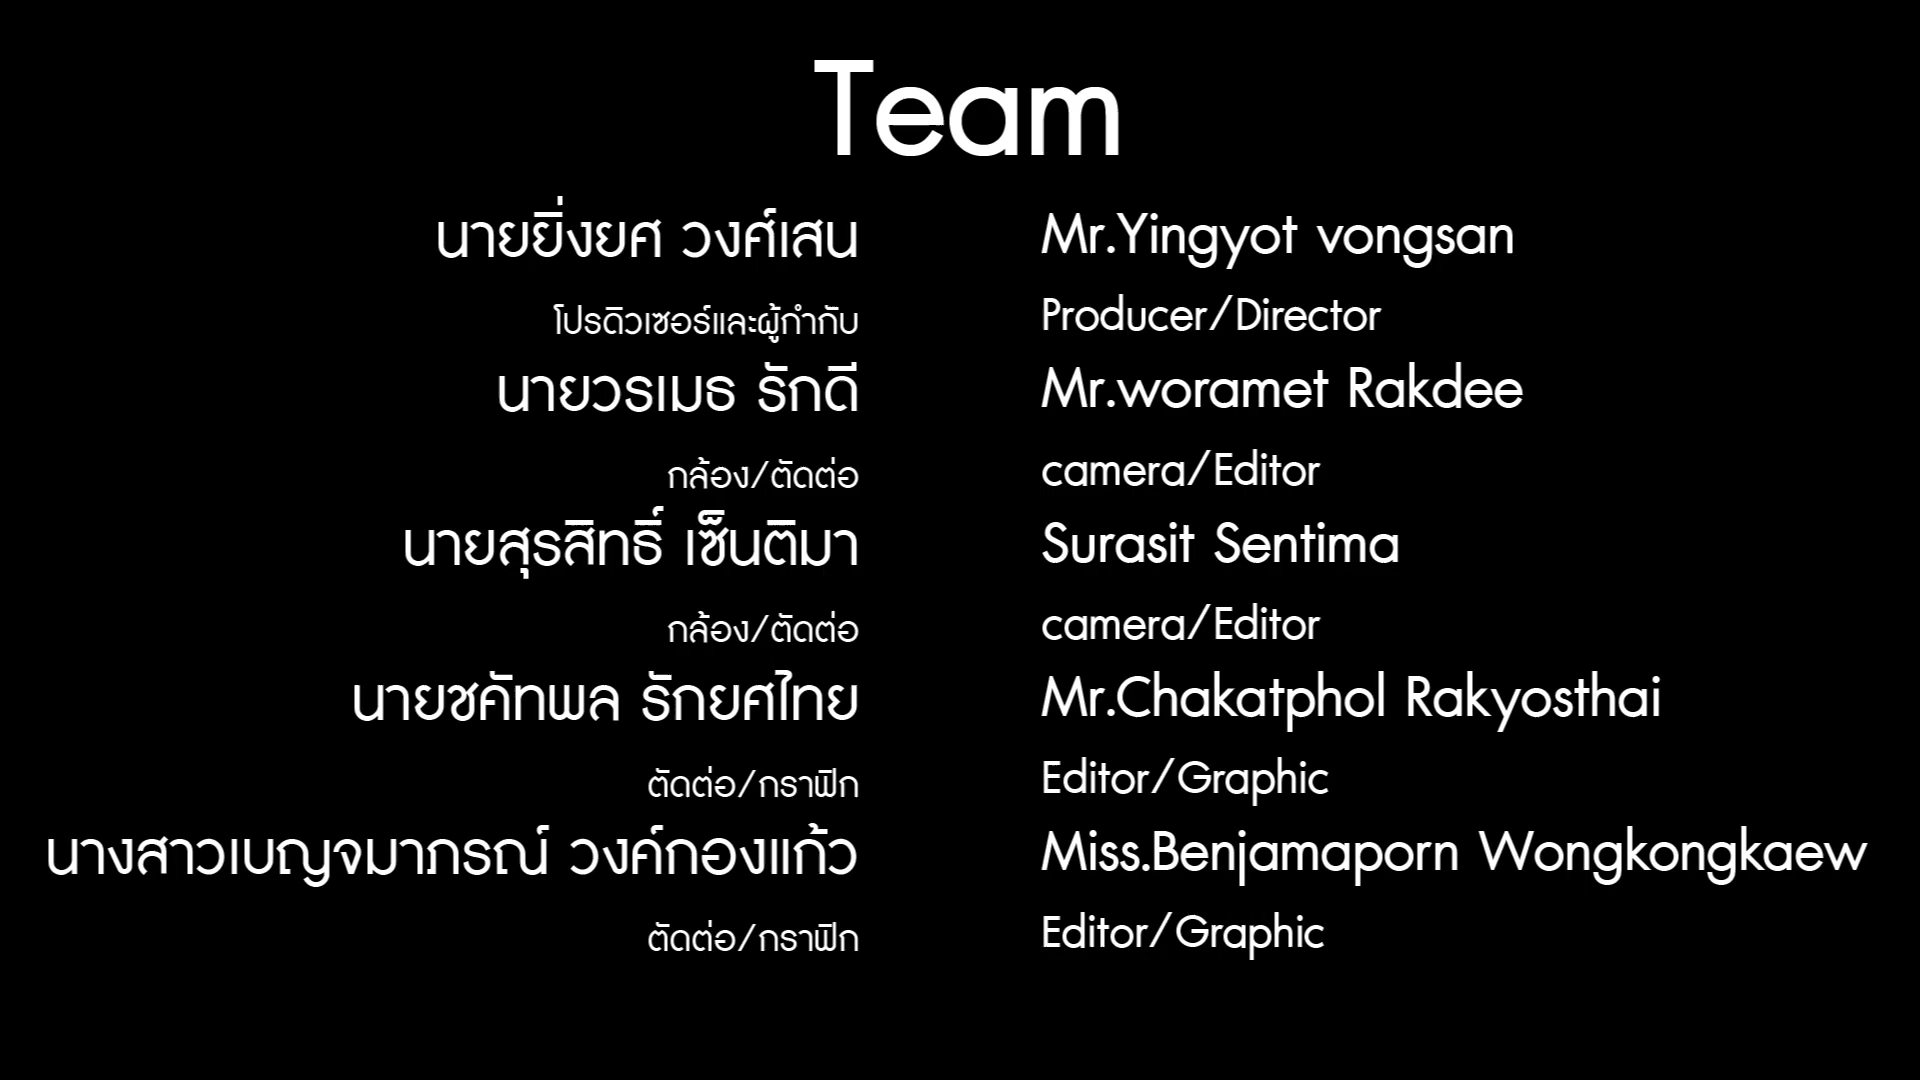 Team
นายยิ่งยศ วงศ์เสน Mr.Yingyot vongsan
โปรดิวเซอร์และผู้กำกับ Producer/Director
นายวรเมธ รักดี Mr.woramet Rakdee
กล้อง/ตัดต่อ camera/Editor
นายสุรสิทธิ์ เซ็นติมา Surasit Sentima
กล้อง/ตัดต่อ camera/Editor
นายชคัทพล รักยศไทย Mr.Chakatphol Rakyosthai
ตัดต่อ/กราฟิก Editor/Graphic
นางสาวเบญจมาภรณ์ วงค์กองแก้ว Miss.Benjamaporn Wongkongkaew
ตัดต่อ/กราฟิก Editor/Graphic